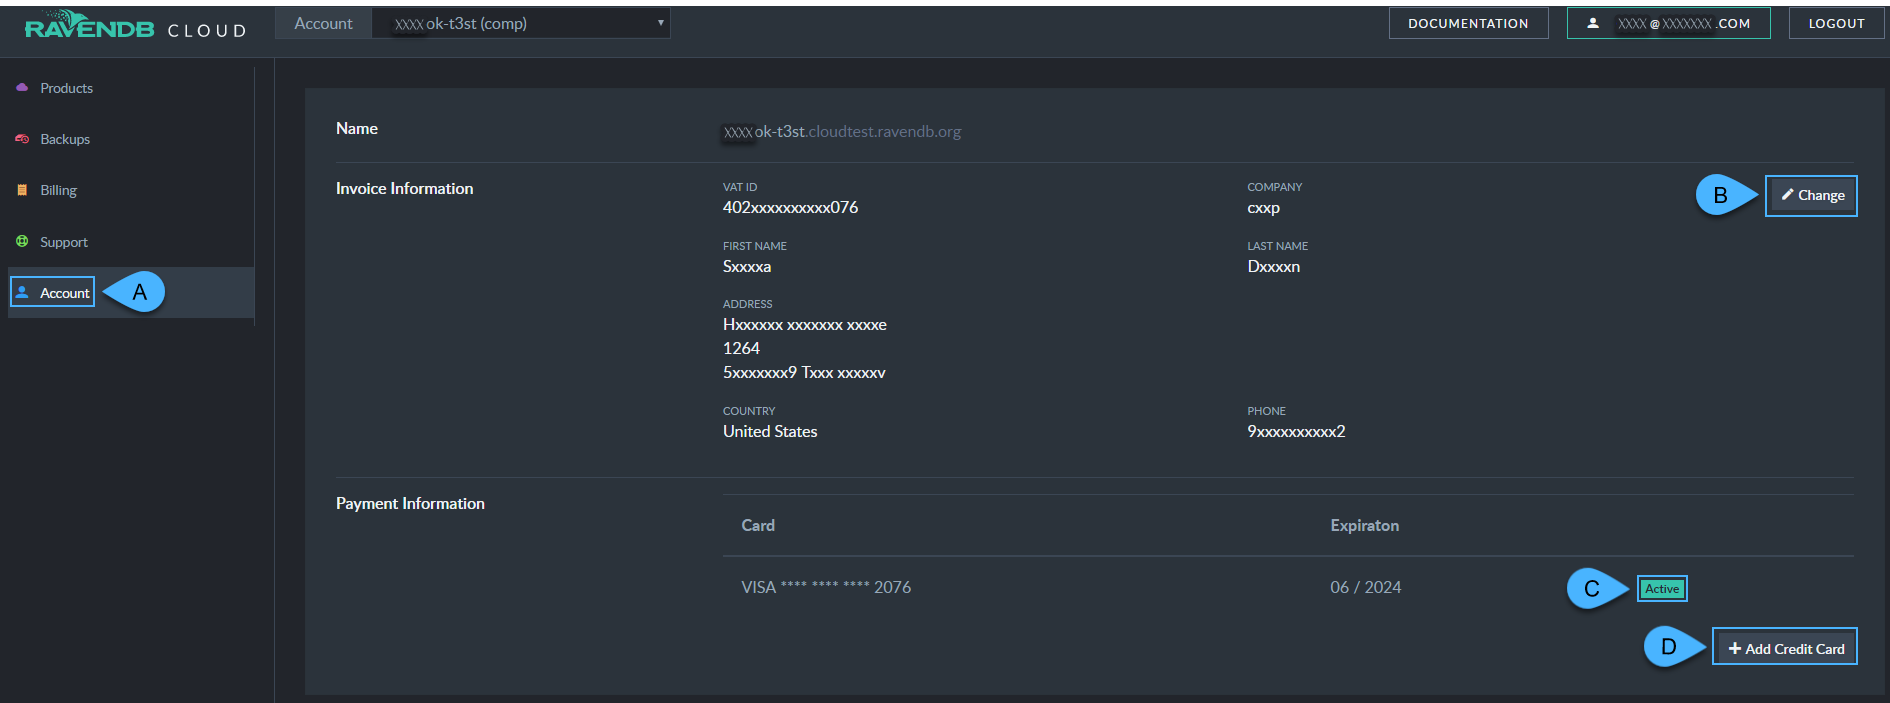 RAVENDB CLOUD
Account XXXX ok-t3st (comp)
DOCUMENTATION
XXXX @ XXXXXXX .COM
LOGOUT
Products
Backups
Billing
Support
Account
A
Name
XXXX ok-t3st.cloudtest.ravendb.org
Invoice Information
VAT ID
402xxxxxxxxxx076
COMPANY
cxxp
B
Change
FIRST NAME
Sxxxxa
LAST NAME
Dxxxxn
ADDRESS
Hxxxxxx xxxxxxx xxxxe
1264
5xxxxxxx9 Txxx xxxxxv
COUNTRY
United States
PHONE
9xxxxxxxxxx2
Payment Information
Card
Expiraton
VISA **** **** **** 2076
06 / 2024
C
Active
D
Add Credit Card